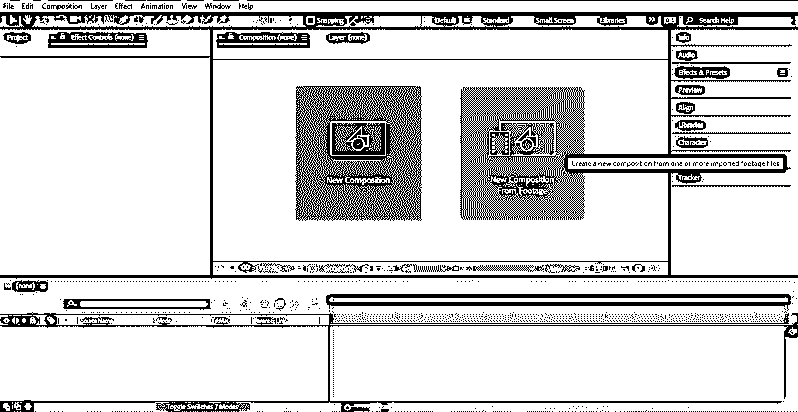 File Edit Composition Layer Effect Animation View Window Help
Snapping Default Standard Small Screen Libraries Search Help
Project Effect Controls (none) Composition (none) Layer (none)
Info
Audio
Effects & Presets
Preview
Align
Libraries
Character
Create a new composition from one or more imported footage files
Tracker
New Composition
New Composition
From Footage
(none)
Toggle Switches / Modes